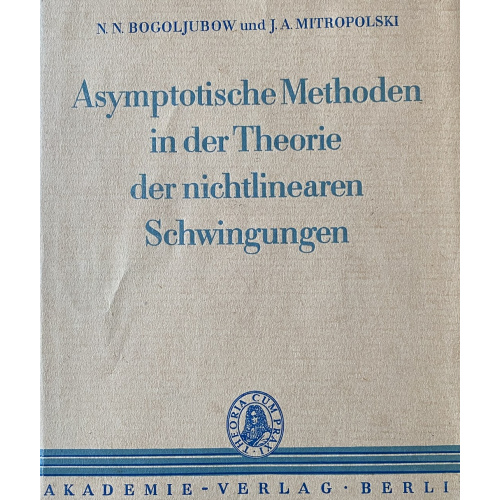 N. N. BOGOLJUBOW und J. A. MITROPOLSKI
Asymptotische Methoden
in der Theorie
der nichtlinearen
Schwingungen
THEORIA CUM PRAXI
AKADEMIE-VERLAG · BERLI